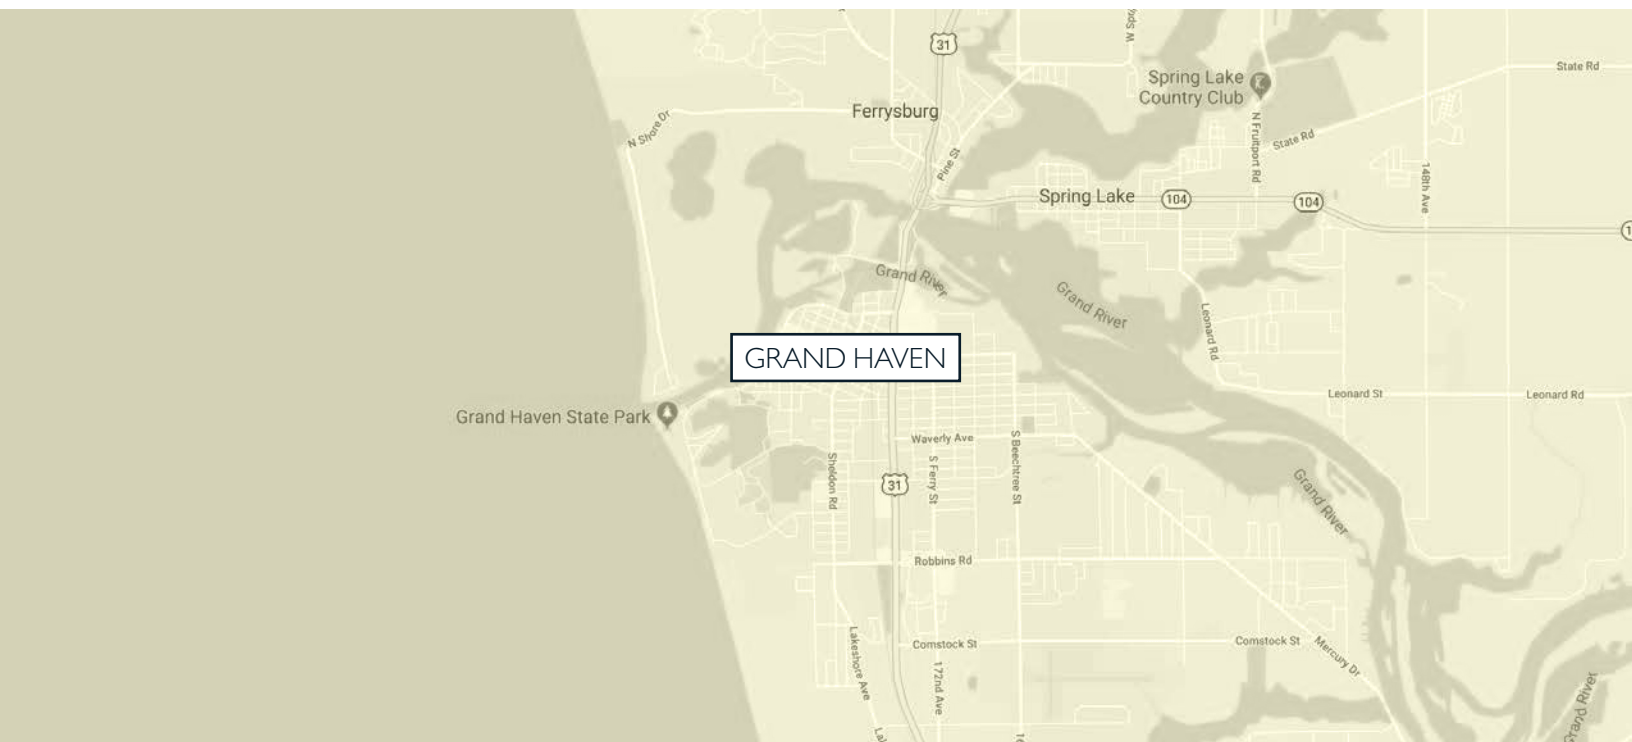 31
W Sp
Spring Lake
Country Club
State Rd
Ferrysburg
N Shore Dr
N Fruitport Rd
State Rd
Pine St
148th Ave
Spring Lake
104
104
Grand River
Grand River
Leonard Rd
GRAND HAVEN
Leonard St
Leonard Rd
Grand Haven State Park
Waverly Ave
S Beechtree St
Sheldon Rd
S Ferry St
31
Grand River
Robbins Rd
Lakeshore Ave
Comstock St
Comstock St
Mercury Dr
172nd Ave
Grand River